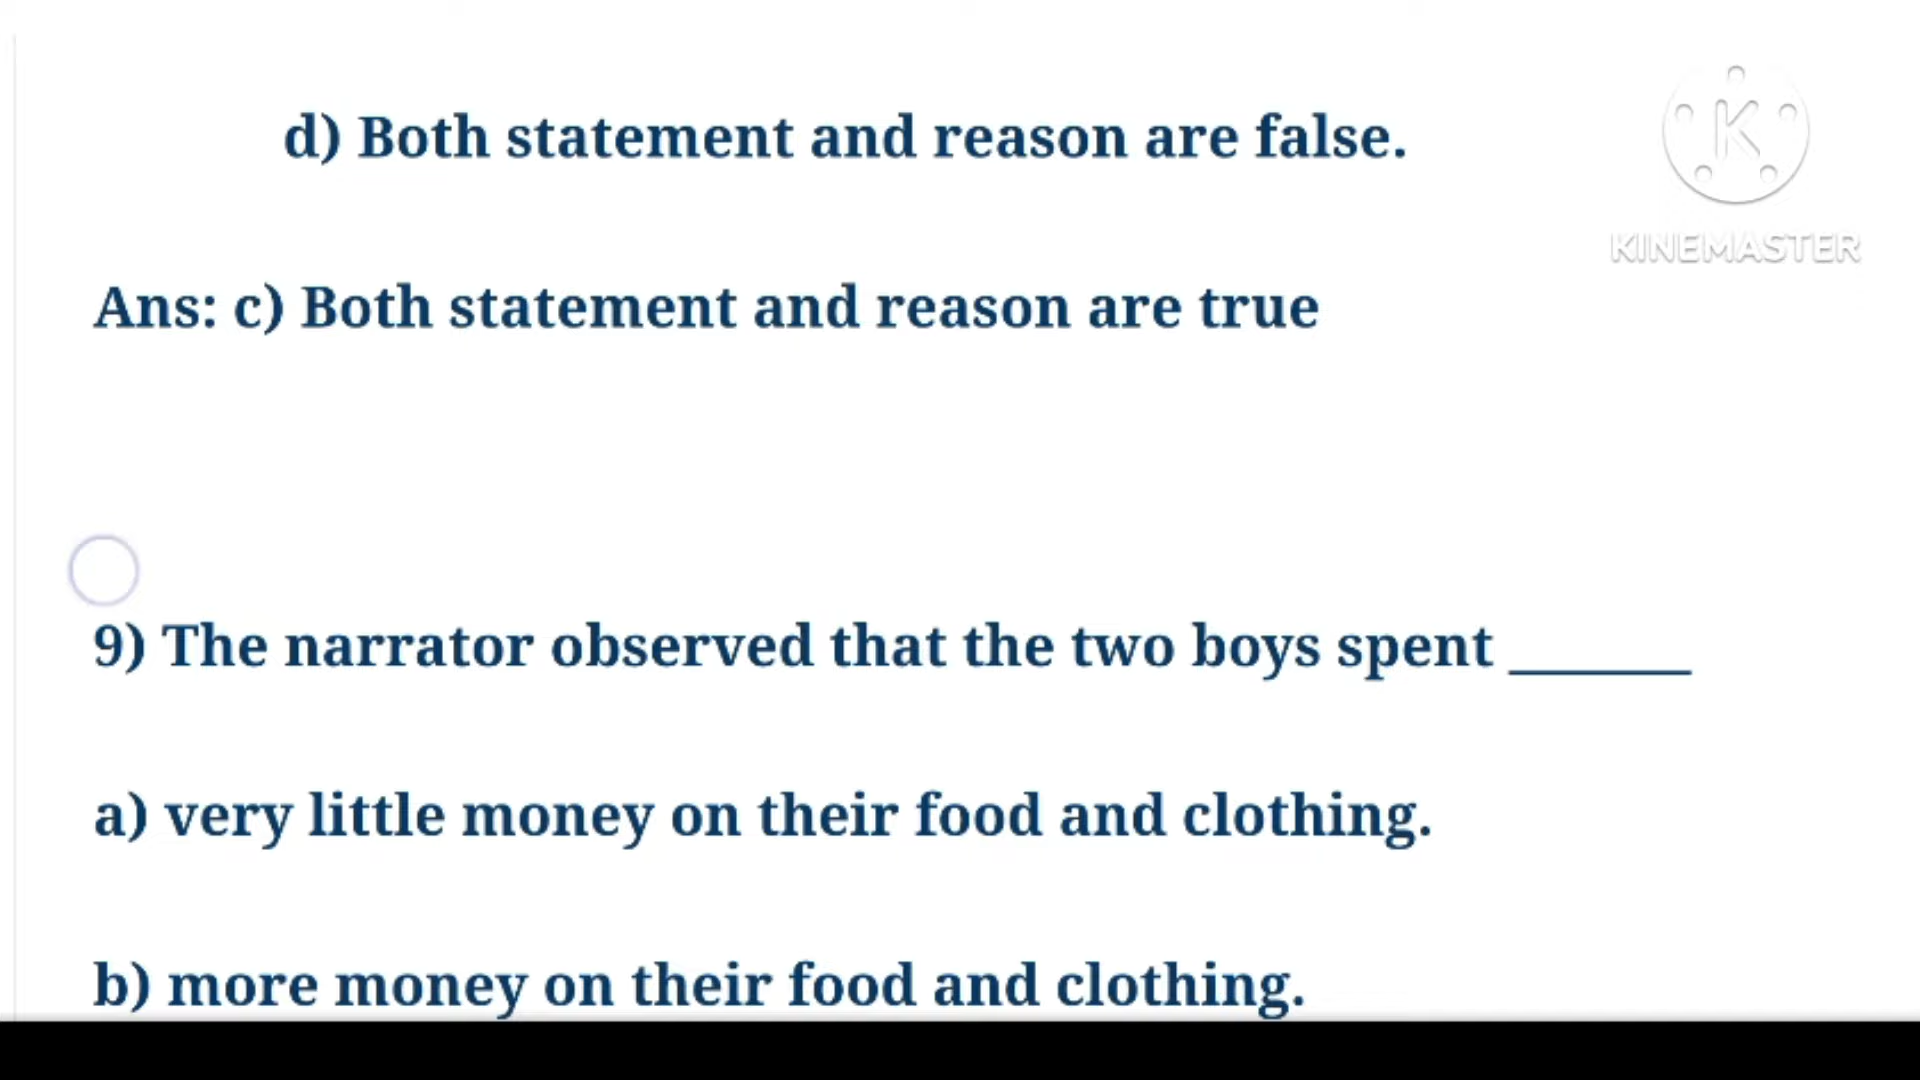 d) Both statement and reason are false.
K
KINEMASTER
Ans: c) Both statement and reason are true
9) The narrator observed that the two boys spent _______
a) very little money on their food and clothing.
b) more money on their food and clothing.